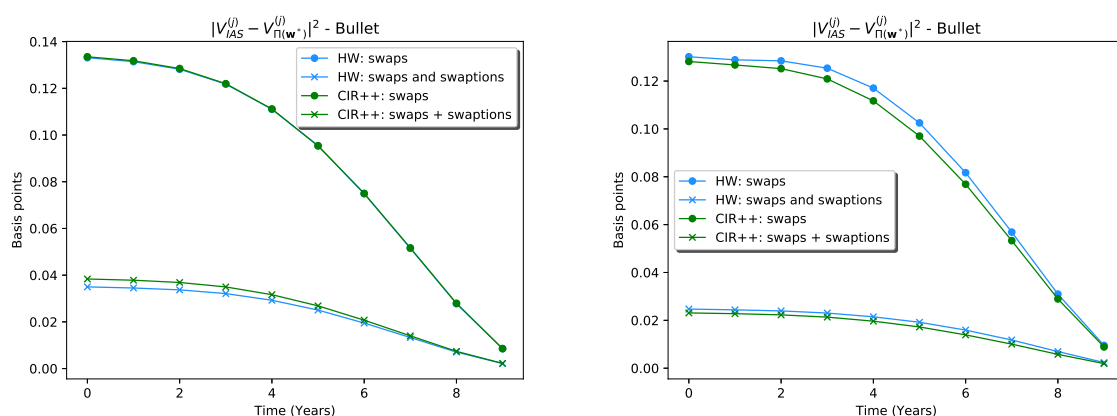 |V_{IAS}^{(j)} − V_{Π(w*)}^{(j)}|² - Bullet
0.14
0.12
0.10
0.08
0.06
0.04
0.02
0.00
Basis points
HW: swaps
HW: swaps and swaptions
CIR++: swaps
CIR++: swaps + swaptions
0 2 4 6 8
Time (Years)
|V_{IAS}^{(j)} − V_{Π(w*)}^{(j)}|² - Bullet
0.12
0.10
0.08
0.06
0.04
0.02
0.00
Basis points
HW: swaps
HW: swaps and swaptions
CIR++: swaps
CIR++: swaps + swaptions
0 2 4 6 8
Time (Years)